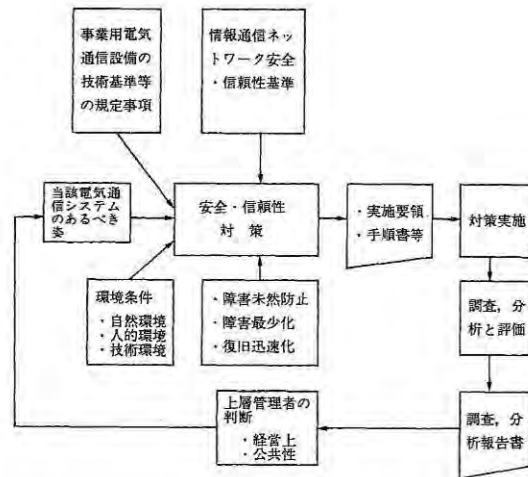 事業用電気
通信設備の
技術基準等
の規定事項
情報通信ネッ
トワーク安全
・信頼性基準
当該電気通
信システム
のあるべき
姿
安全・信頼性
対 策
・実施要領
・手順書等
対策実施
環境条件
・自然環境
・人的環境
・技術環境
・障害未然防止
・障害最少化
・復旧迅速化
調査，分
析と評価
上層管理者の
判断
・経営上
・公共性
調査，分
析報告書